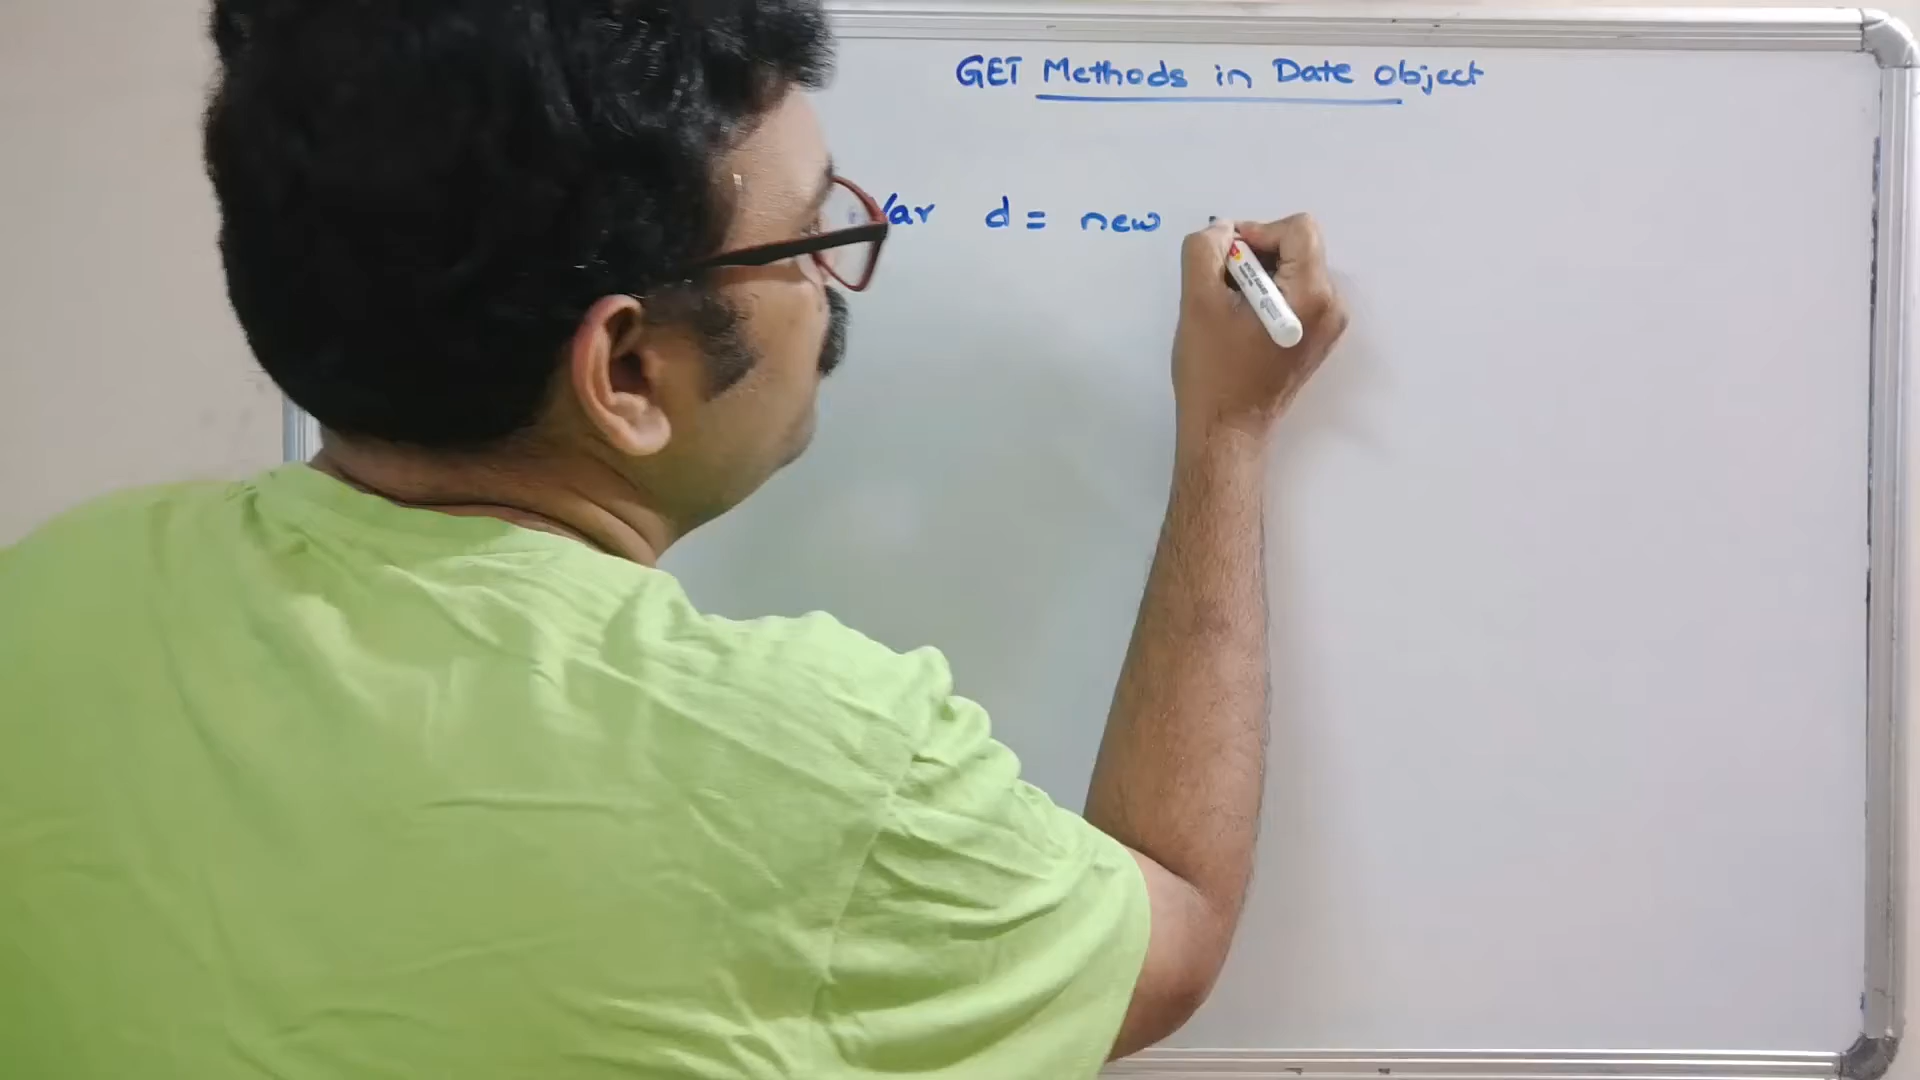 GET Methods in Date Object
Var d = new